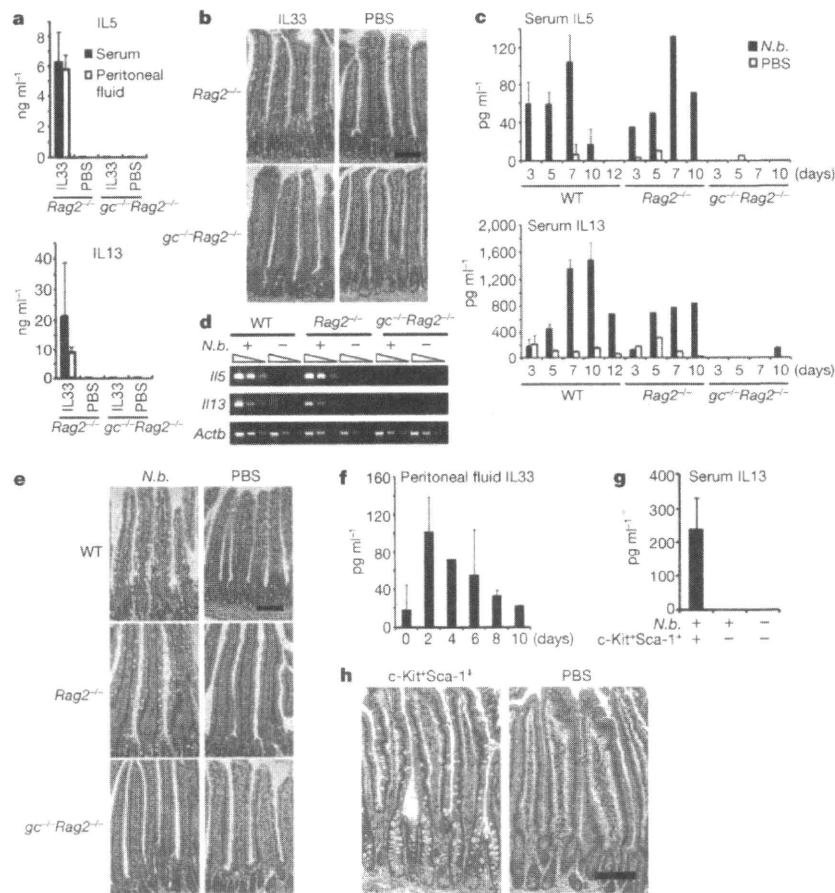 a
IL5
8
6
4
2
0
ng ml⁻¹
Serum
Peritoneal
fluid
IL33
PBS
IL33
PBS
Rag2⁻/⁻
gc⁻/⁻Rag2⁻/⁻
IL13
40
30
20
10
0
ng ml⁻¹
IL33
PBS
IL33
PBS
Rag2⁻/⁻
gc⁻/⁻Rag2⁻/⁻
b
IL33 PBS
Rag2⁻/⁻
gc⁻/⁻Rag2⁻/⁻
c
Serum IL5
N.b.
PBS
120
80
40
0
pg ml⁻¹
3 5 7 10 12 3 5 7 10 3 5 7 10 (days)
WT Rag2⁻/⁻ gc⁻/⁻Rag2⁻/⁻
Serum IL13
2,000
1,600
1,200
800
400
0
pg ml⁻¹
3 5 7 10 12 3 5 7 10 3 5 7 10 (days)
WT Rag2⁻/⁻ gc⁻/⁻Rag2⁻/⁻
d
WT Rag2⁻/⁻ gc⁻/⁻Rag2⁻/⁻
N.b. + − + − + −
Il5
Il13
Actb
e
N.b. PBS
WT
Rag2⁻/⁻
gc⁻/⁻Rag2⁻/⁻
f
Peritoneal fluid IL33
160
120
80
40
0
pg ml⁻¹
0 2 4 6 8 10 (days)
g
Serum IL13
400
300
200
100
0
pg ml⁻¹
N.b. + + −
c-Kit⁺Sca-1⁺ + − −
h
c-Kit⁺Sca-1⁺ PBS